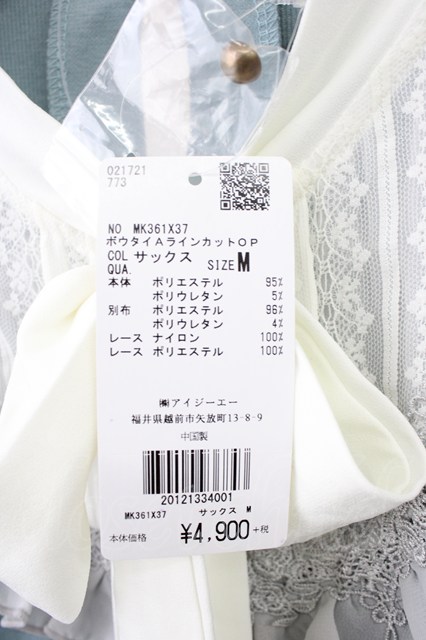 021721
773
NO MK361X37
ボウタイAラインカットOP
COL サックス
QUA. SIZE M
本体 ポリエステル 95%
ポリウレタン 5%
別布 ポリエステル 96%
ポリウレタン 4%
レース ナイロン 100%
レース ポリエステル 100%
㈱アイジーエー
福井県越前市矢放町13-8-9
中国製
20121334001
MK361X37 サックス M
本体価格 ¥4,900 +税